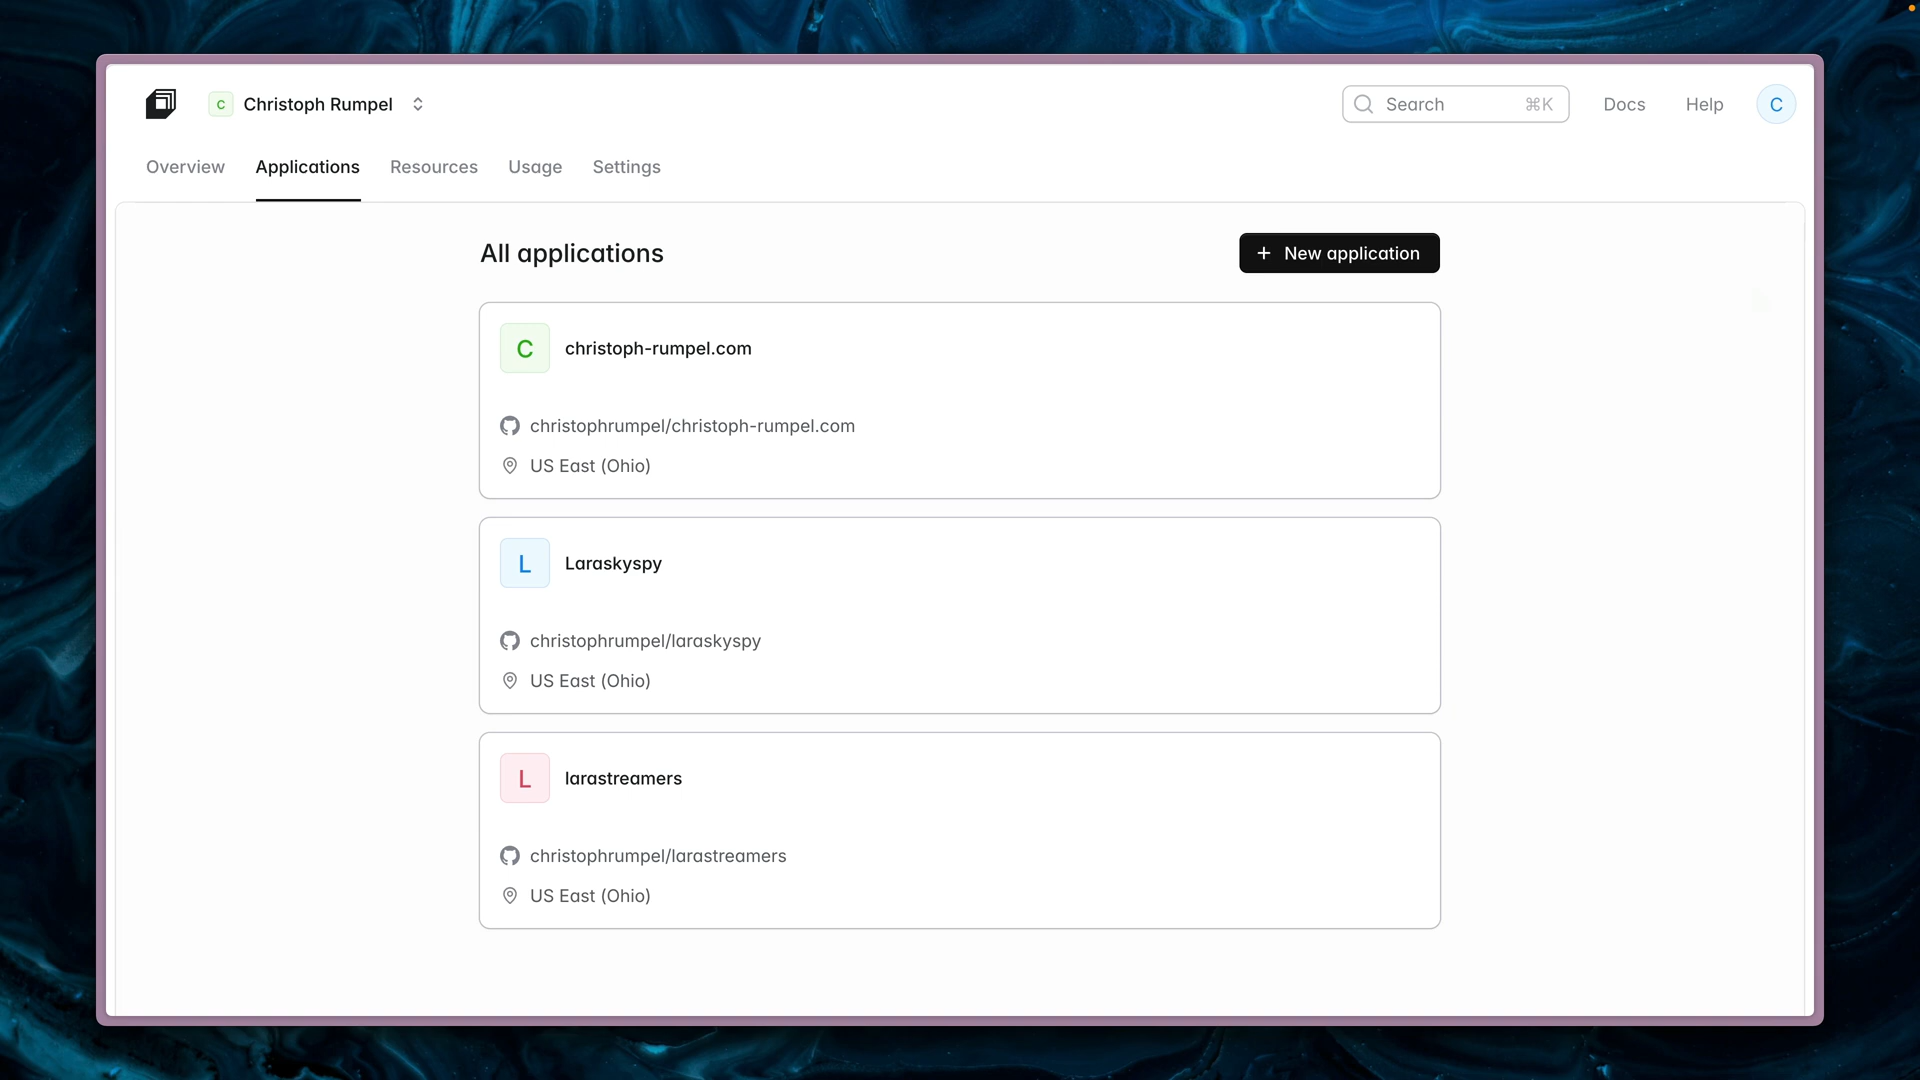 C Christoph Rumpel
Search ⌘K
Docs
Help
C
Overview
Applications
Resources
Usage
Settings
All applications
+ New application
C
christoph-rumpel.com
christophrumpel/christoph-rumpel.com
US East (Ohio)
L
Laraskyspy
christophrumpel/laraskyspy
US East (Ohio)
L
larastreamers
christophrumpel/larastreamers
US East (Ohio)